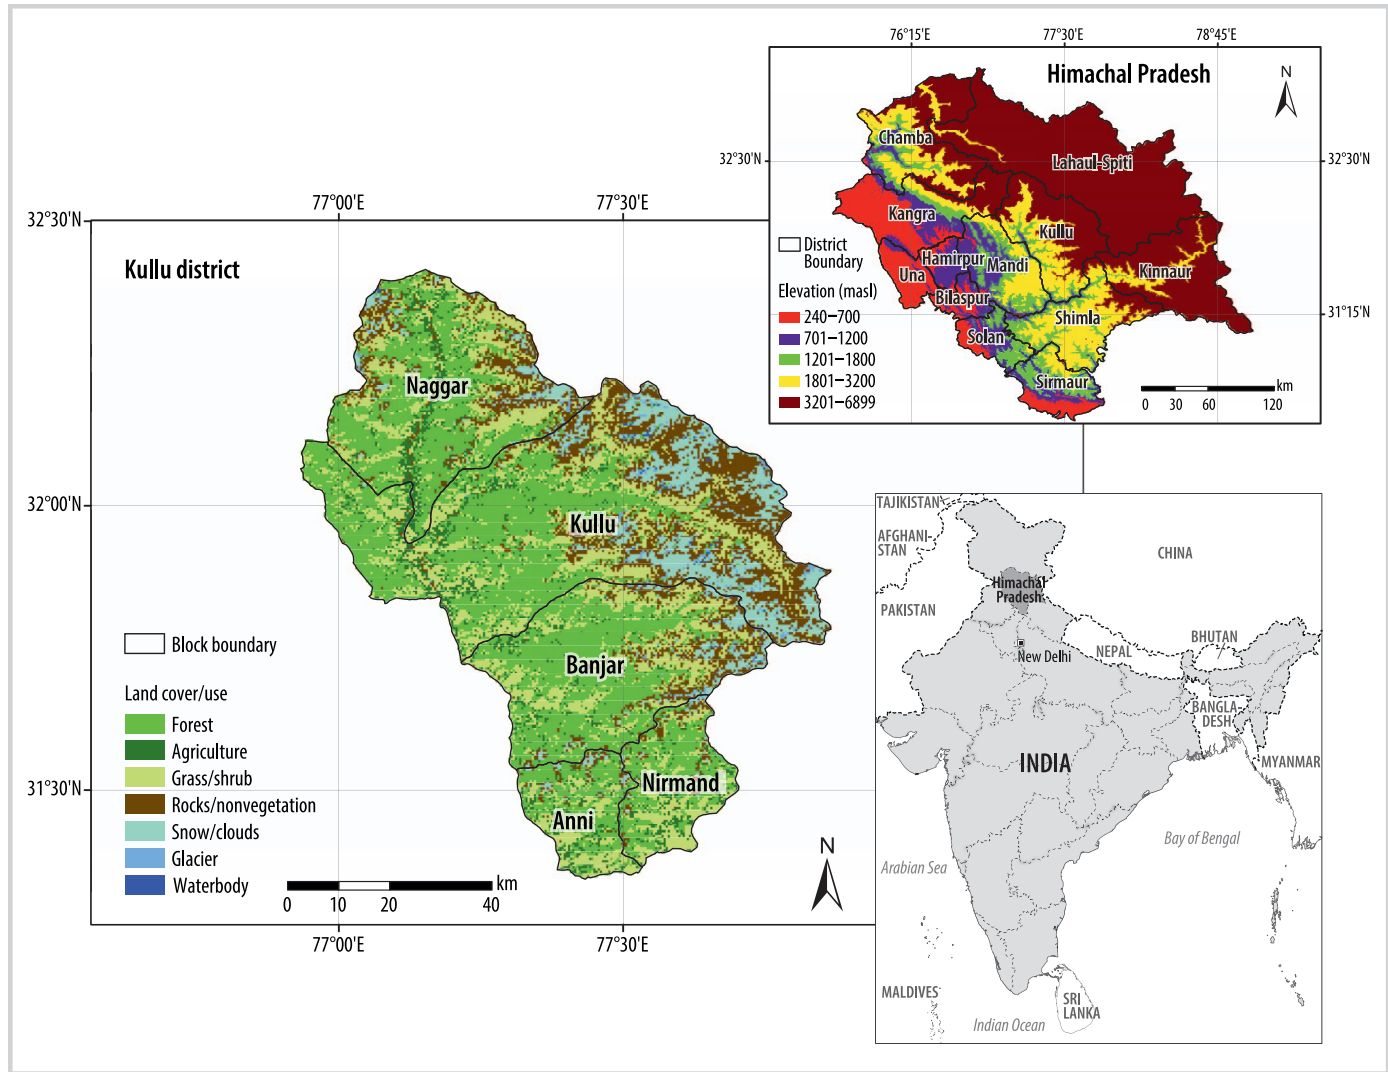 76°15'E
77°30'E
78°45'E
Himachal Pradesh
N
32°30'N
32°30'N
31°15'N
Chamba
Lahaul-Spiti
Kangra
Kullu
Hamirpur
Mandi
Una
Kinnaur
Bilaspur
Shimla
Solan
Sirmaur
District
Boundary
Elevation (masl)
240–700
701–1200
1201–1800
1801–3200
3201–6899
km
0 30 60 120
77°00'E
77°30'E
32°30'N
32°00'N
31°30'N
Kullu district
Naggar
Kullu
Banjar
Nirmand
Anni
Block boundary
Land cover/use
Forest
Agriculture
Grass/shrub
Rocks/nonvegetation
Snow/clouds
Glacier
Waterbody
km
0 10 20 40
N
77°00'E
77°30'E
TAJIKISTAN
AFGHANI-
STAN
CHINA
Himachal
Pradesh
PAKISTAN
New Delhi
NEPAL
BHUTAN
BANGLA-
DESH
INDIA
MYANMAR
Bay of Bengal
Arabian Sea
MALDIVES
SRI
LANKA
Indian Ocean